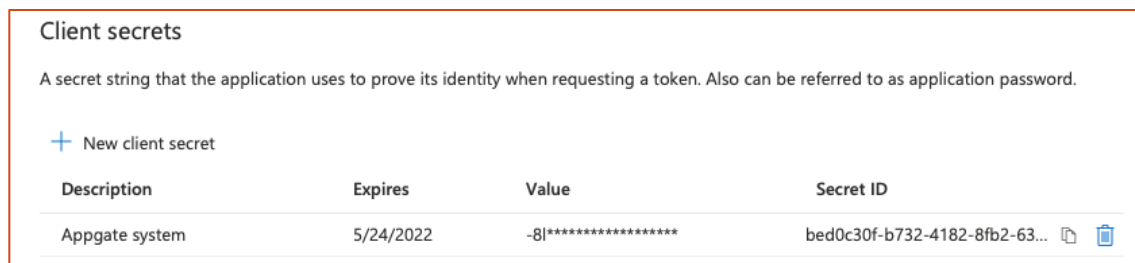 Client secrets
A secret string that the application uses to prove its identity when requesting a token. Also can be referred to as application password.
+ New client secret
Description Expires Value Secret ID
Appgate system 5/24/2022 -8l****************** bed0c30f-b732-4182-8fb2-63...